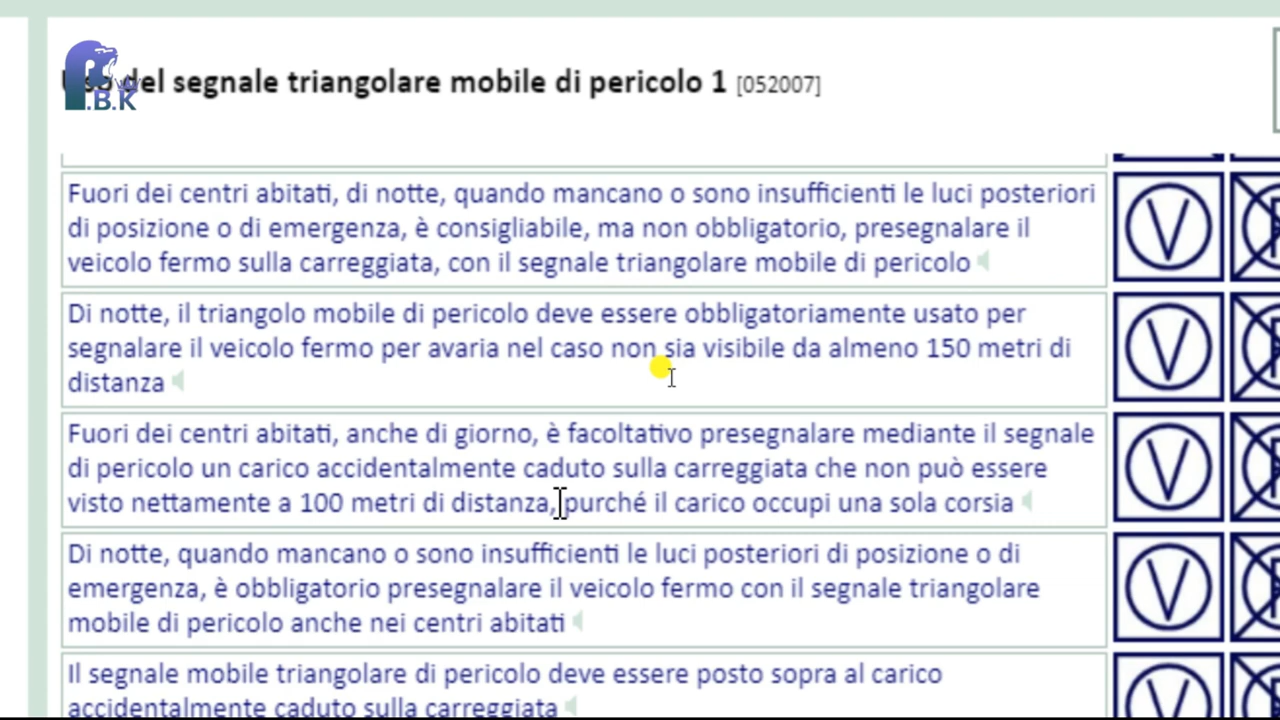 Uso del segnale triangolare mobile di pericolo 1 [052007]
F.B.K
Fuori dei centri abitati, di notte, quando mancano o sono insufficienti le luci posteriori
di posizione o di emergenza, è consigliabile, ma non obbligatorio, presegnalare il
veicolo fermo sulla carreggiata, con il segnale triangolare mobile di pericolo
V
Di notte, il triangolo mobile di pericolo deve essere obbligatoriamente usato per
segnalare il veicolo fermo per avaria nel caso non sia visibile da almeno 150 metri di
distanza
V
Fuori dei centri abitati, anche di giorno, è facoltativo presegnalare mediante il segnale
di pericolo un carico accidentalmente caduto sulla carreggiata che non può essere
visto nettamente a 100 metri di distanza, purché il carico occupi una sola corsia
V
Di notte, quando mancano o sono insufficienti le luci posteriori di posizione o di
emergenza, è obbligatorio presegnalare il veicolo fermo con il segnale triangolare
mobile di pericolo anche nei centri abitati
V
Il segnale mobile triangolare di pericolo deve essere posto sopra al carico
accidentalmente caduto sulla carreggiata
V